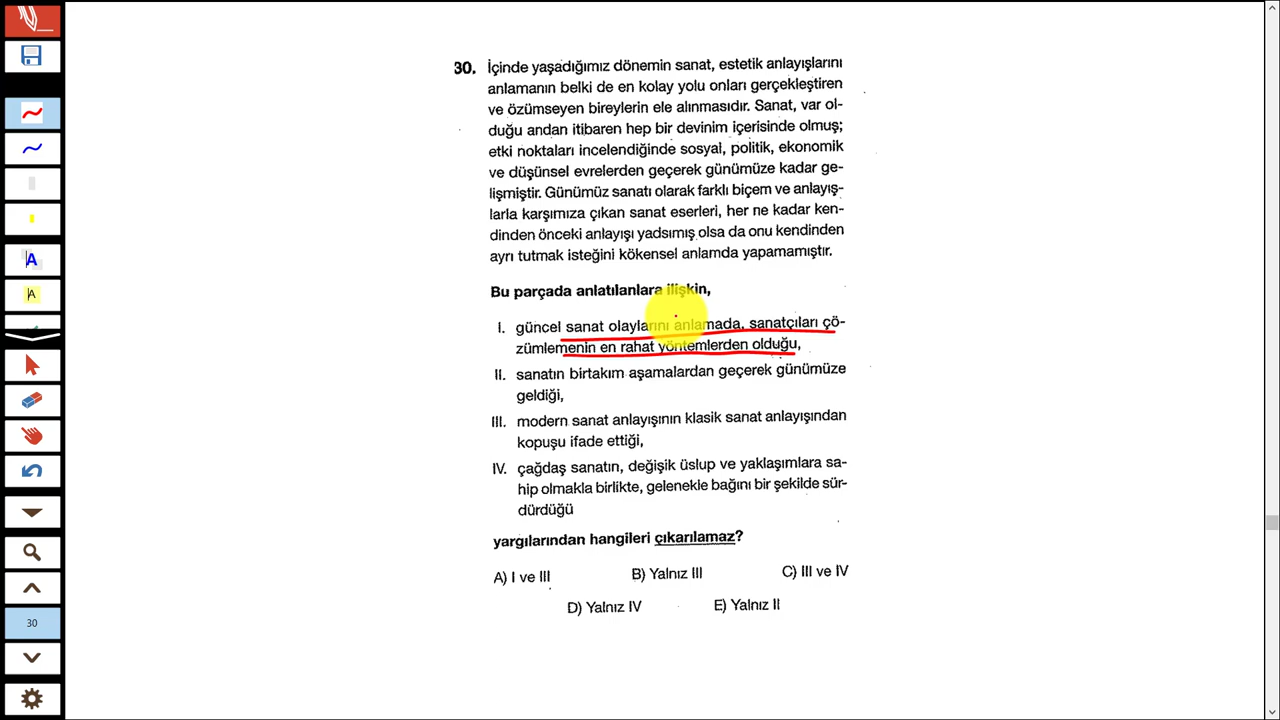 30. İçinde yaşadığımız dönemin sanat, estetik anlayışlarını
anlamanın belki de en kolay yolu onları gerçekleştiren
ve özümseyen bireylerin ele alınmasıdır. Sanat, var ol-
duğu andan itibaren hep bir devinim içerisinde olmuş;
etki noktaları incelendiğinde sosyal, politik, ekonomik
ve düşünsel evrelerden geçerek günümüze kadar ge-
lişmiştir. Günümüz sanatı olarak farklı biçem ve anlayış-
larla karşımıza çıkan sanat eserleri, her ne kadar ken-
dinden önceki anlayışı yadsımış olsa da onu kendinden
ayrı tutmak isteğini kökensel anlamda yapamamıştır.
Bu parçada anlatılanlara ilişkin,
I. güncel sanat olaylarını anlamada, sanatçıları çö-
zümlemenin en rahat yöntemlerden olduğu,
II. sanatın birtakım aşamalardan geçerek günümüze
geldiği,
III. modern sanat anlayışının klasik sanat anlayışından
kopuşu ifade ettiği,
IV. çağdaş sanatın, değişik üslup ve yaklaşımlara sa-
hip olmakla birlikte, gelenekle bağını bir şekilde sür-
dürdüğü
yargılarından hangileri çıkarılamaz?
A) I ve III B) Yalnız III C) III ve IV
D) Yalnız IV E) Yalnız II
A
A
30